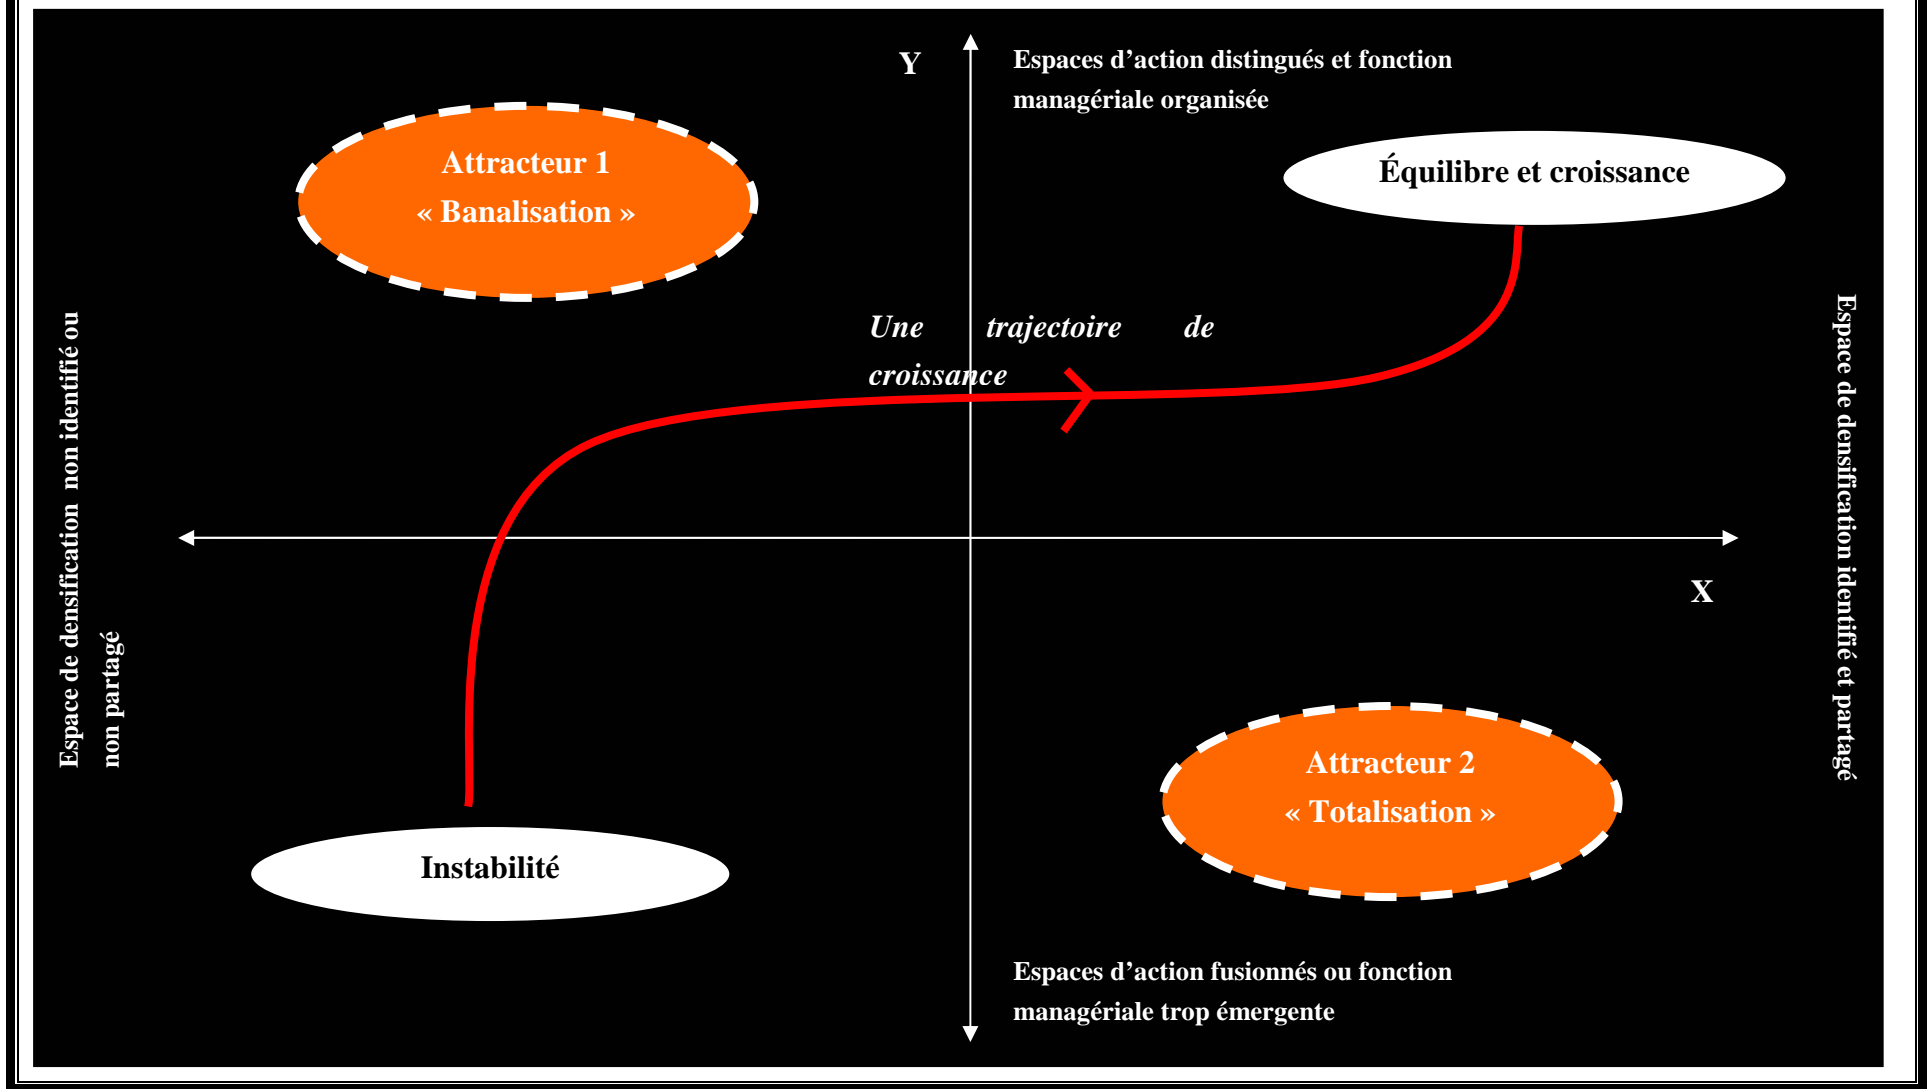 Y
Espaces d’action distingués et fonction
managériale organisée
Attracteur 1
« Banalisation »
Équilibre et croissance
Une trajectoire de
croissance
Espace de densification  non identifié ou
non partagé
Espace de densification identifié et partagé
X
Attracteur 2
« Totalisation »
Instabilité
Espaces d’action fusionnés ou fonction
managériale trop émergente